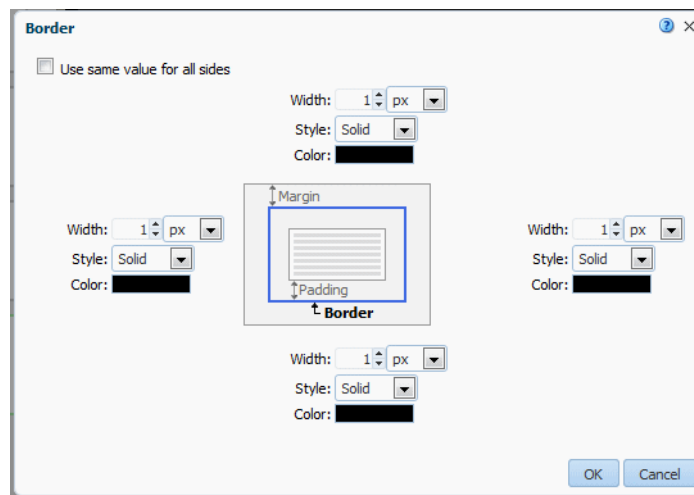 Border
Use same value for all sides
Width: 1 px
Style: Solid
Color:
Margin
Width: 1 px
Style: Solid
Color:
Width: 1 px
Style: Solid
Color:
Padding
Border
Width: 1 px
Style: Solid
Color:
OK Cancel